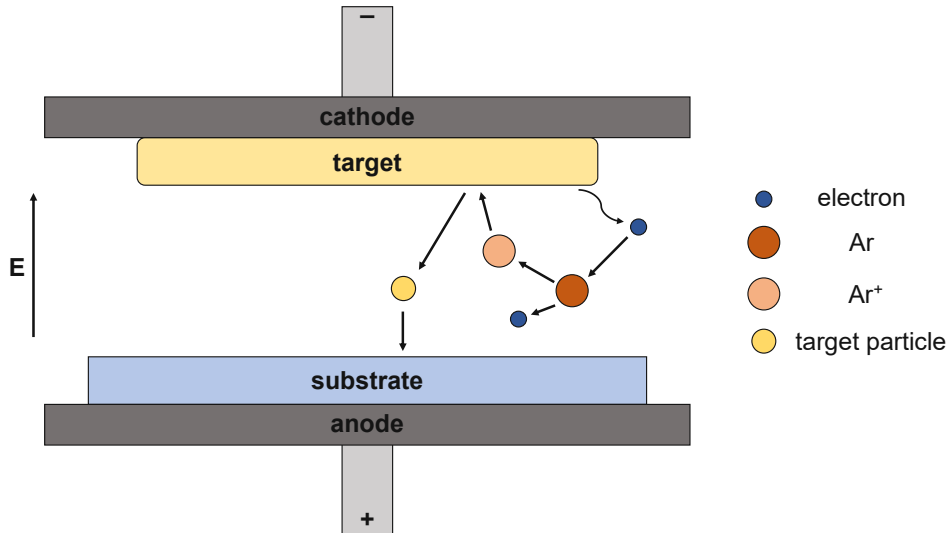 −
cathode
target
E
electron
Ar
Ar⁺
target particle
substrate
anode
+